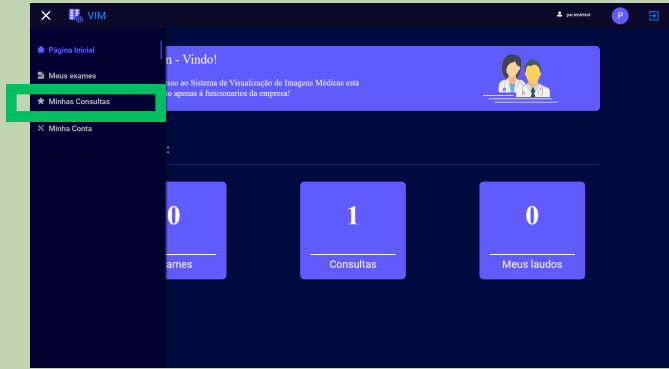 VIM
pacienteteste
P
Página Inicial
Meus exames
Minhas Consultas
Minha Conta
m - Vindo!
esso ao Sistema de Visualização de Imagens Médicas está
o apenas á funcionarios da empresa!
:
0
ames
1
Consultas
0
Meus laudos